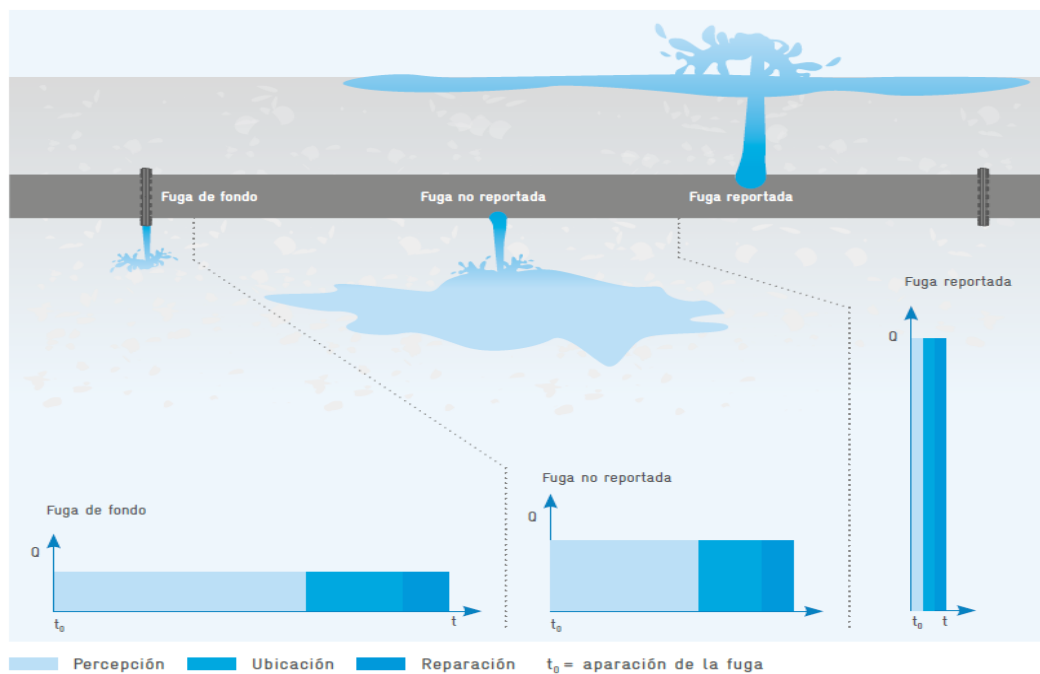 Fuga de fondo
Fuga no reportada
Fuga reportada
Fuga reportada
Q
t₀ t
Fuga no reportada
Q
t₀
Fuga de fondo
Q
t₀ t
Percepción Ubicación Reparación t₀ = aparación de la fuga